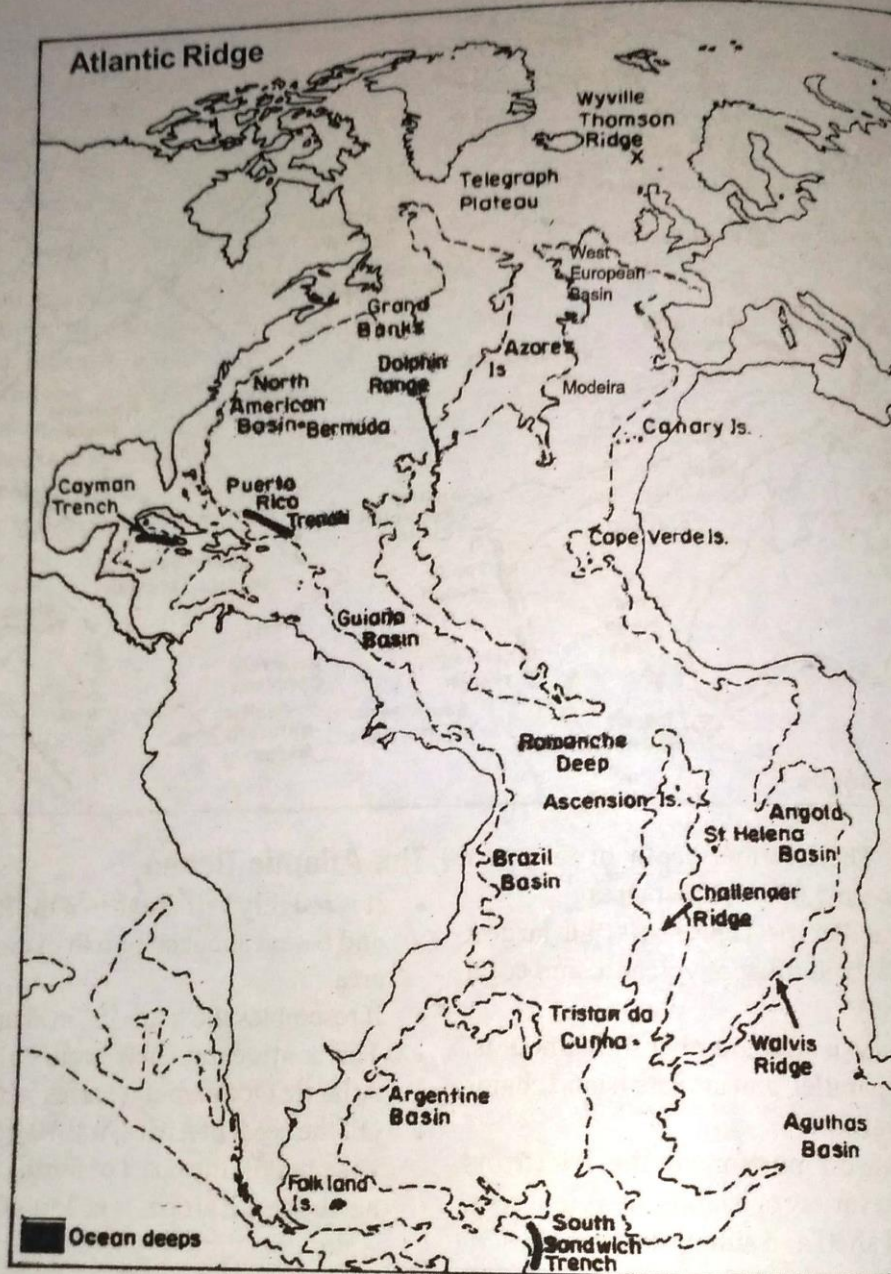 Atlantic Ridge
Wyville
Thomson
Ridge
X
Telegraph
Plateau
West
European
Basin
Grand
Banks
Azores
Is
Dolphin
Range
Modeira
North
American
Basin
Bermuda
Canary Is.
Cayman
Trench
Puerto
Rico
Trench
Cape Verde Is.
Guiana
Basin
Romanche
Deep
Ascension Is.
Angola
Basin
St Helena
Brazil
Basin
Challenger
Ridge
Tristan da
Cunha
Walvis
Ridge
Argentine
Basin
Agulhas
Basin
Falkland
Is.
South
Sandwich
Trench
Ocean deeps